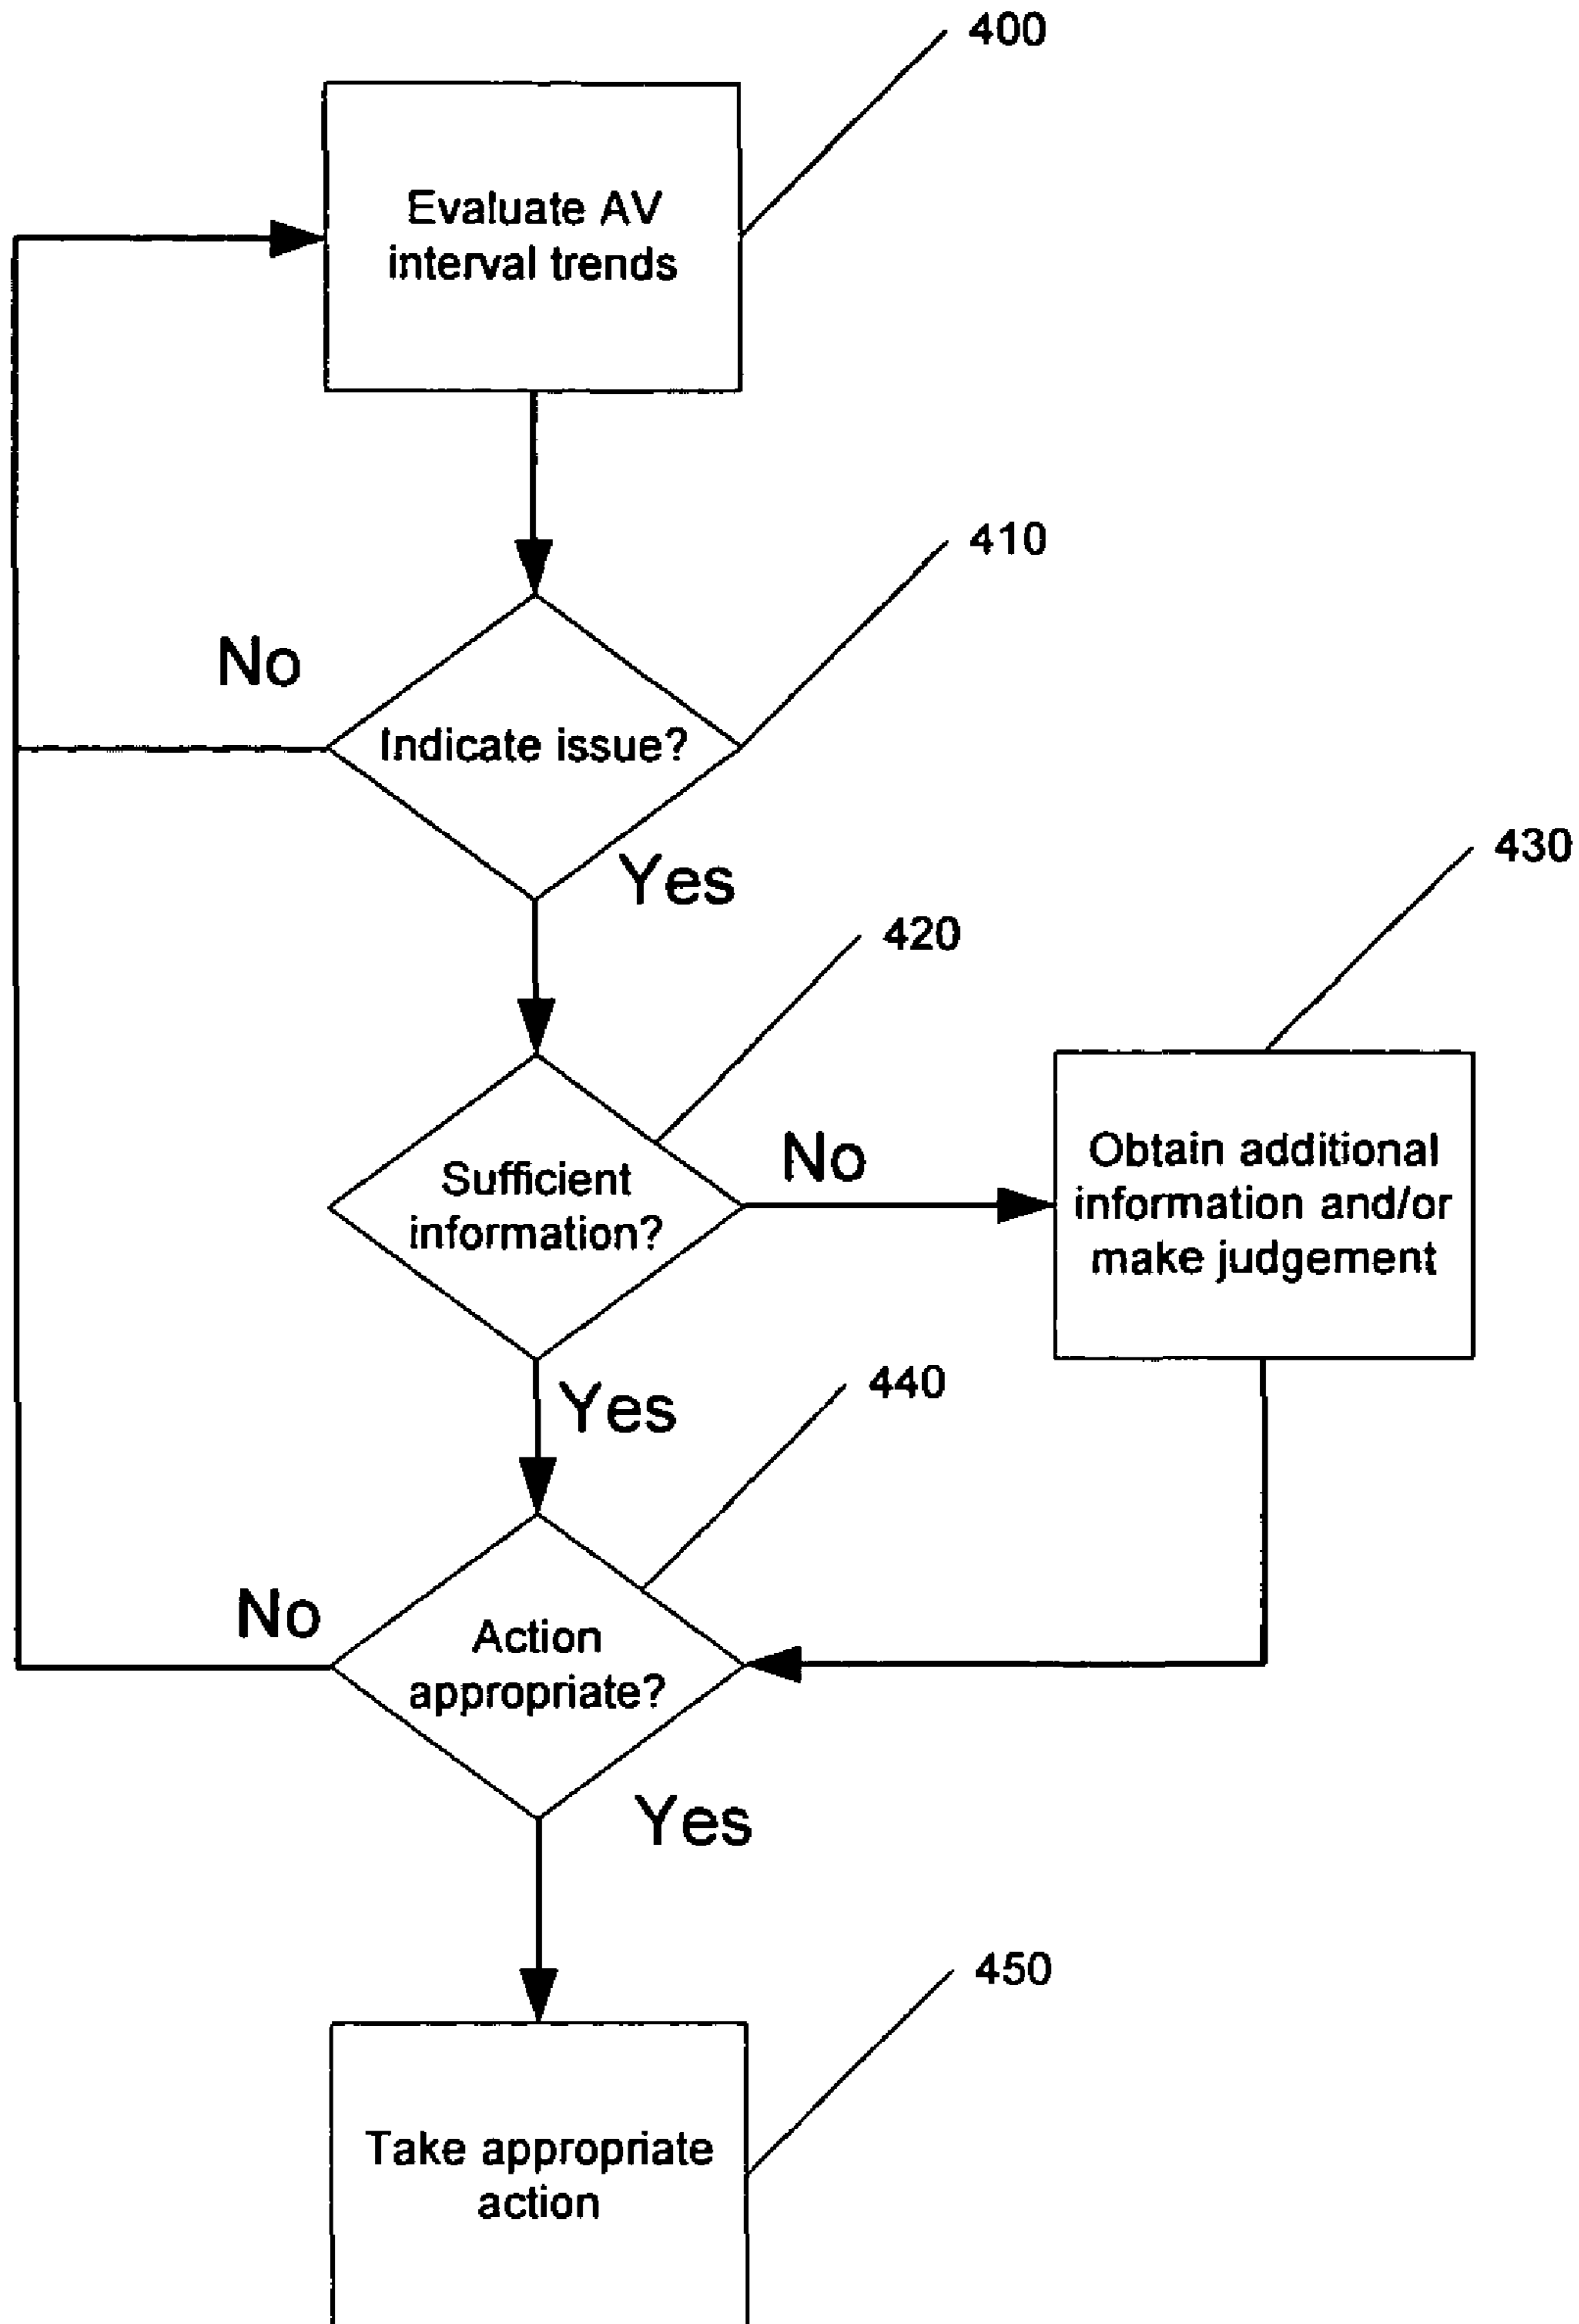 400
Evaluate AV
interval trends
410
No
Indicate issue?
Yes
430
420
Sufficient
information?
No
Obtain additional
information and/or
make judgement
Yes
440
No
Action
appropriate?
Yes
450
Take appropriate
action